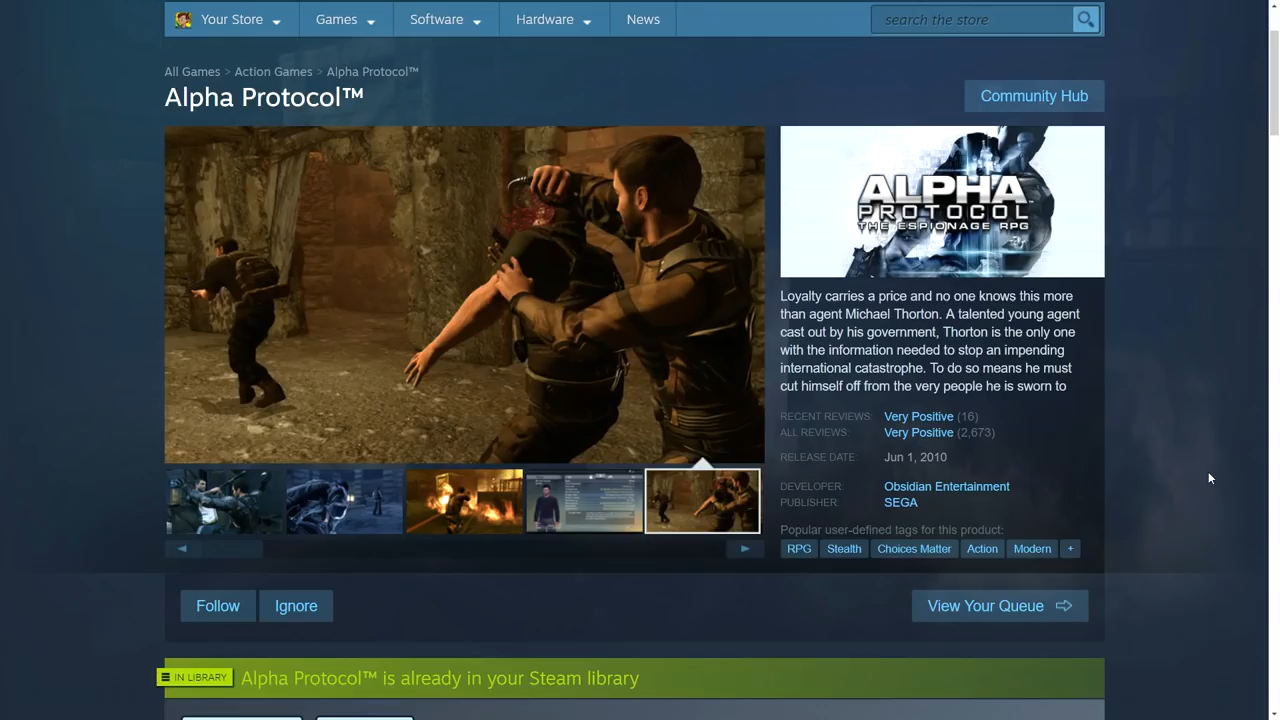 Your Store
Games
Software
Hardware
News
search the store
All Games > Action Games > Alpha Protocol™
Alpha Protocol™
Community Hub
ALPHA
PROTOCOL
THE ESPIONAGE RPG
Loyalty carries a price and no one knows this more
than agent Michael Thorton. A talented young agent
cast out by his government, Thorton is the only one
with the information needed to stop an impending
international catastrophe. To do so means he must
cut himself off from the very people he is sworn to
RECENT REVIEWS: Very Positive (16)
ALL REVIEWS: Very Positive (2,673)
RELEASE DATE: Jun 1, 2010
DEVELOPER: Obsidian Entertainment
PUBLISHER: SEGA
Popular user-defined tags for this product:
RPG Stealth Choices Matter Action Modern +
Follow Ignore View Your Queue
IN LIBRARY Alpha Protocol™ is already in your Steam library